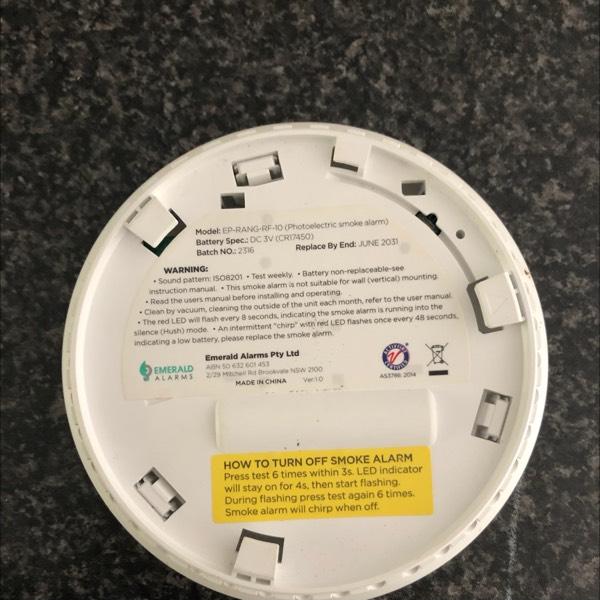 Model: EP-RANG-RF-10 (Photoelectric smoke alarm)
Battery Spec.: DC 3V (CR17450)
Batch NO.: 2316 Replace By End: JUNE 2031
WARNING:
• Sound pattern: ISO8201 • Test weekly. • Battery non-replaceable-see
instruction manual. • This smoke alarm is not suitable for wall (vertical) mounting.
• Read the users manual before installing and operating.
• Clean by vacuum, cleaning the outside of the unit each month, refer to the user manual.
• The red LED will flash every 8 seconds, indicating the smoke alarm is running into the
silence (Hush) mode. • An intermittent "chirp" with red LED flashes once every 48 seconds,
indicating a low battery, please replace the smoke alarm.
EMERALD
ALARMS
Emerald Alarms Pty Ltd
ABN 50 632 601 453
2/29 Mitchell Rd Brookvale NSW 2100
MADE IN CHINA Ver:1.0
AS3786: 2014
HOW TO TURN OFF SMOKE ALARM
Press test 6 times within 3s. LED indicator
will stay on for 4s, then start flashing.
During flashing press test again 6 times.
Smoke alarm will chirp when off.